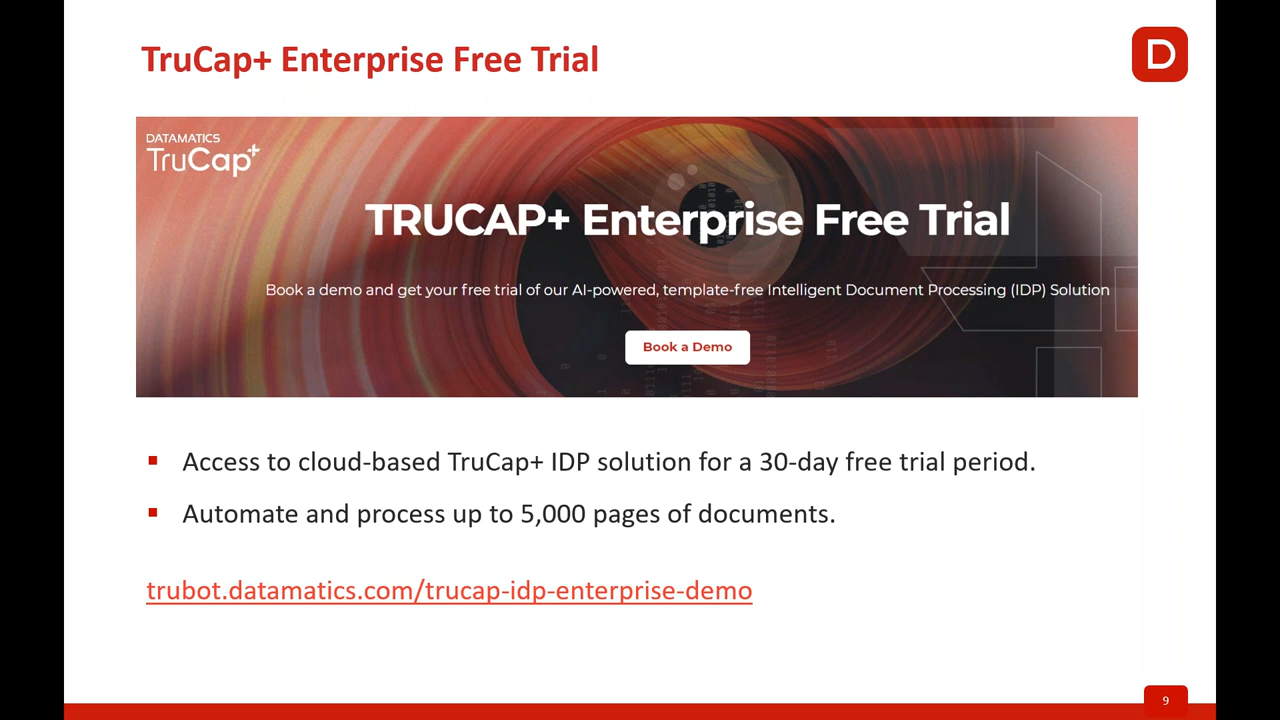 TruCap+ Enterprise Free Trial
D
DATAMATICS
TruCap+
TRUCAP+ Enterprise Free Trial
Book a demo and get your free trial of our AI-powered, template-free Intelligent Document Processing (IDP) Solution
Book a Demo
Access to cloud-based TruCap+ IDP solution for a 30-day free trial period.
Automate and process up to 5,000 pages of documents.
trubot.datamatics.com/trucap-idp-enterprise-demo
9